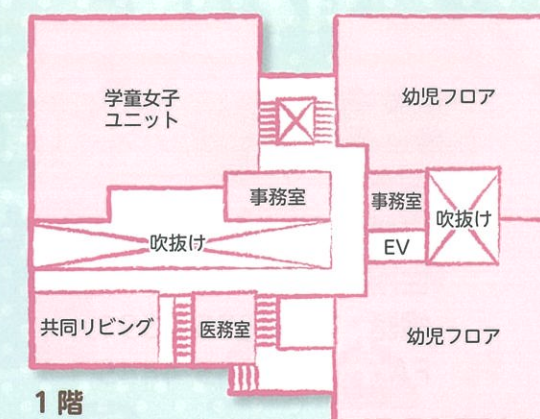 学童女子
ユニット
幼児フロア
事務室
事務室
吹抜け
吹抜け
EV
共同リビング
医務室
幼児フロア
1階